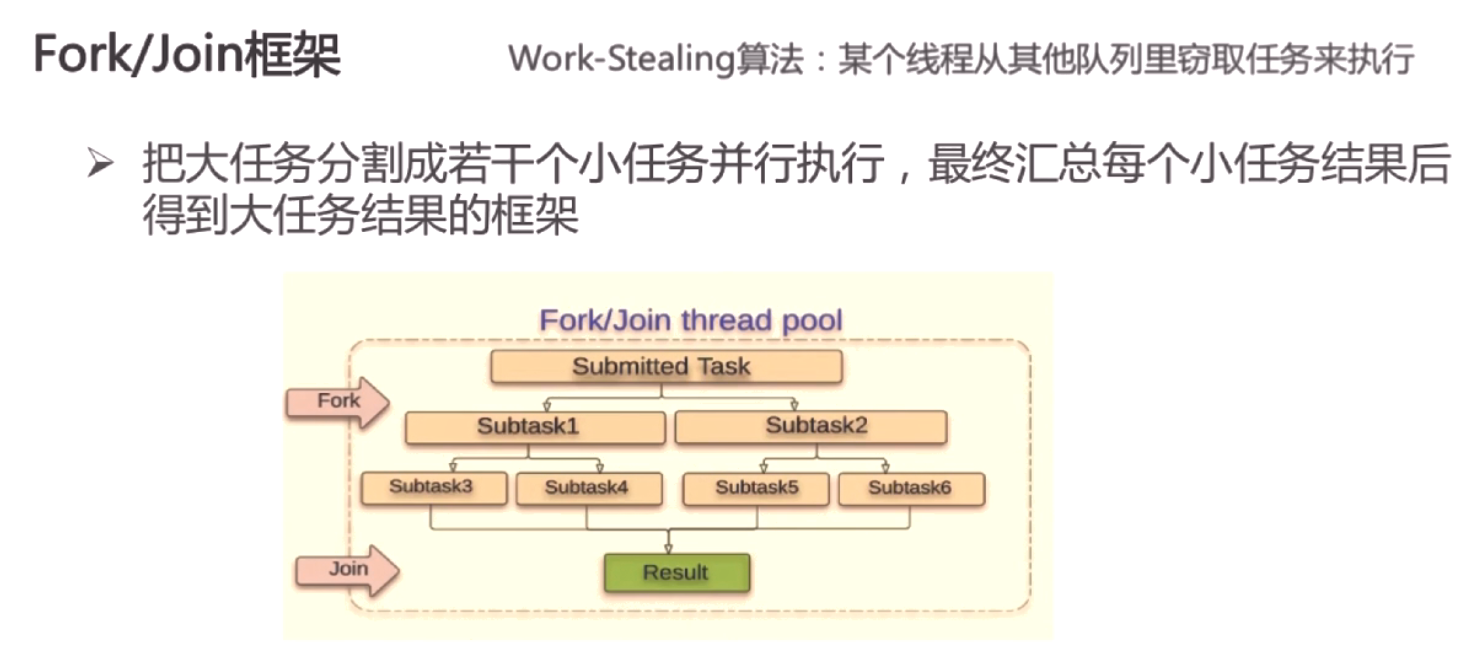 Fork/Join框架
Work-Stealing算法：某个线程从其他队列里窃取任务来执行
➢ 把大任务分割成若干个小任务并行执行，最终汇总每个小任务结果后
得到大任务结果的框架
Fork/Join thread pool
Submitted Task
Fork
Subtask1
Subtask2
Subtask3
Subtask4
Subtask5
Subtask6
Join
Result